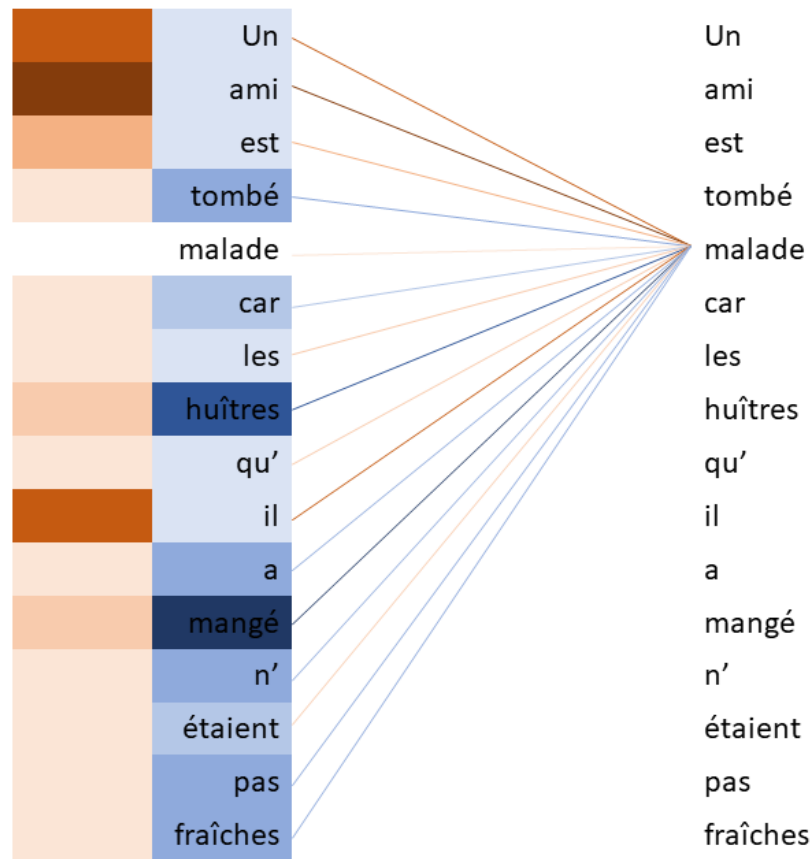 Un Un
ami ami
est est
tombé tombé
malade malade
car car
les les
huîtres huîtres
qu’ qu’
il il
a a
mangé mangé
n’ n’
étaient étaient
pas pas
fraîches fraîches